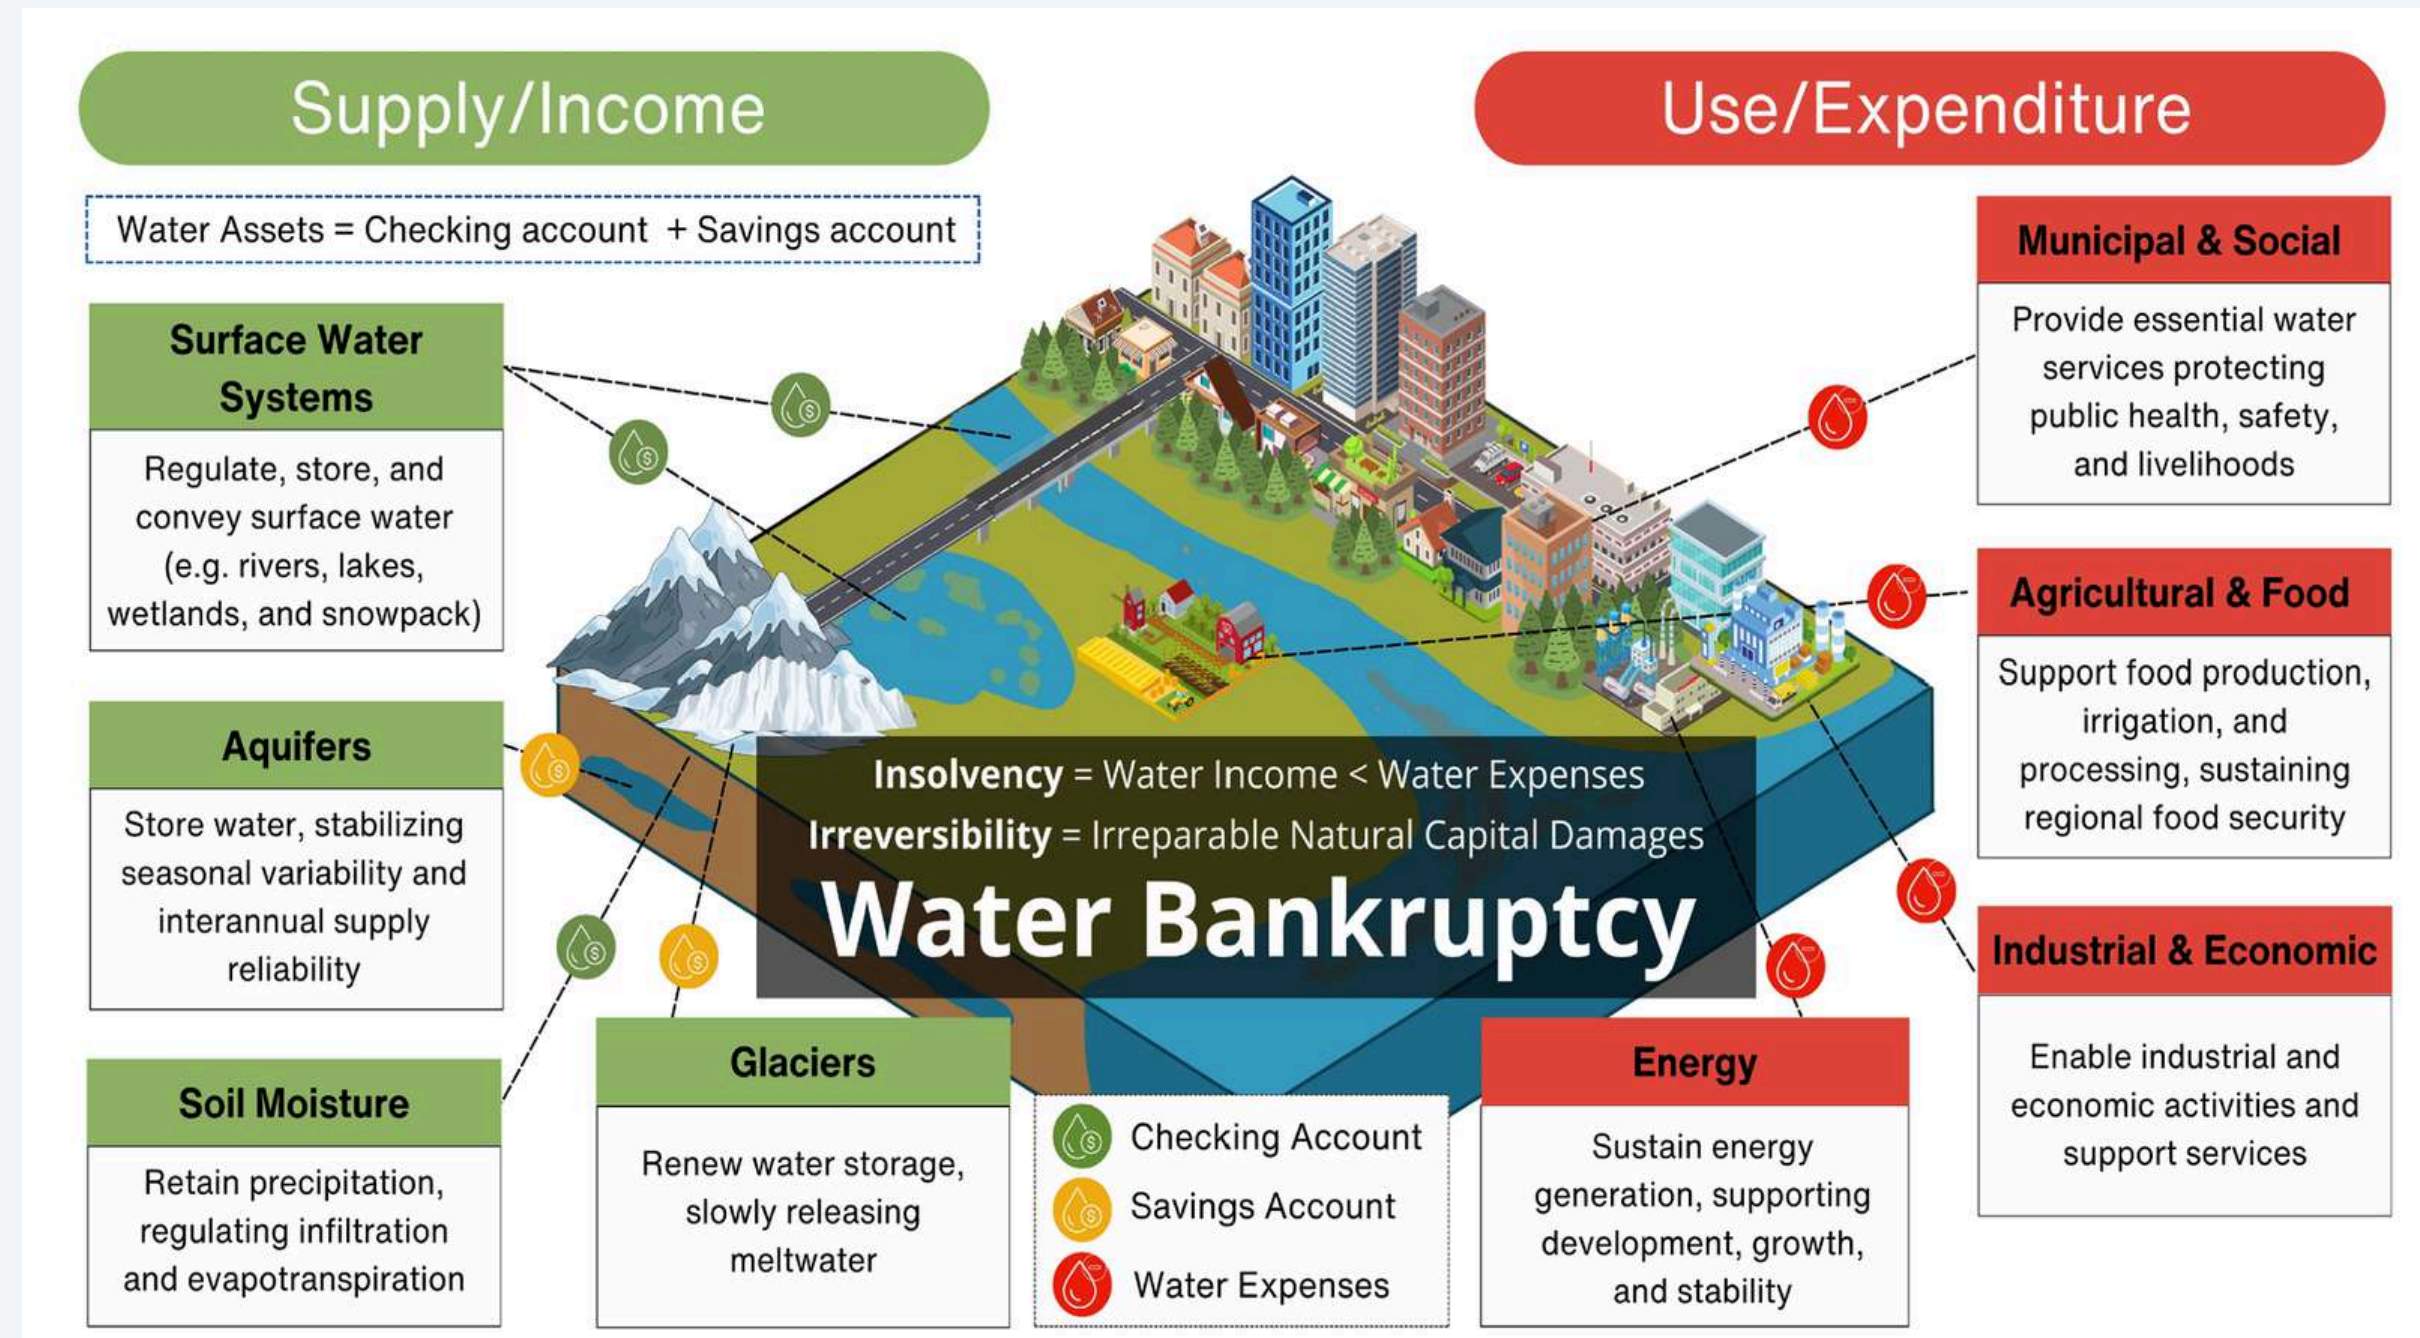 Supply/Income
Use/Expenditure
Water Assets = Checking account + Savings account
Surface Water
Systems
Regulate, store, and
convey surface water
(e.g. rivers, lakes,
wetlands, and snowpack)
Aquifers
Store water, stabilizing
seasonal variability and
interannual supply
reliability
Soil Moisture
Retain precipitation,
regulating infiltration
and evapotranspiration
Glaciers
Renew water storage,
slowly releasing
meltwater
Insolvency = Water Income < Water Expenses
Irreversibility = Irreparable Natural Capital Damages
Water Bankruptcy
Checking Account
Savings Account
Water Expenses
Municipal & Social
Provide essential water
services protecting
public health, safety,
and livelihoods
Agricultural & Food
Support food production,
irrigation, and
processing, sustaining
regional food security
Industrial & Economic
Enable industrial and
economic activities and
support services
Energy
Sustain energy
generation, supporting
development, growth,
and stability